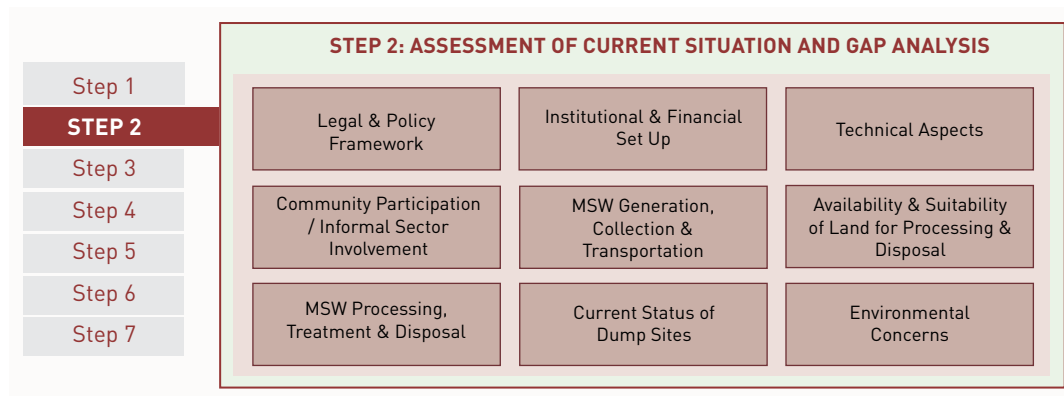 STEP 2: ASSESSMENT OF CURRENT SITUATION AND GAP ANALYSIS
Step 1
STEP 2
Step 3
Step 4
Step 5
Step 6
Step 7
Legal & Policy
Framework
Institutional & Financial
Set Up
Technical Aspects
Community Participation
/ Informal Sector
Involvement
MSW Generation,
Collection &
Transportation
Availability & Suitability
of Land for Processing &
Disposal
MSW Processing,
Treatment & Disposal
Current Status of
Dump Sites
Environmental
Concerns